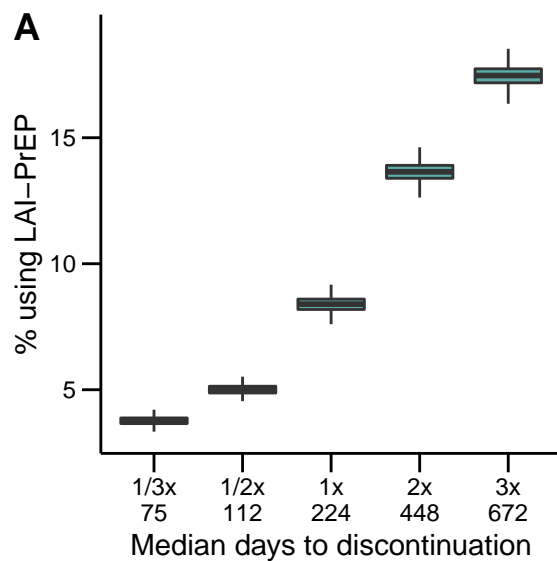 A
% using LAI−PrEP
15
10
5
1/3x 1/2x 1x 2x 3x
75 112 224 448 672
Median days to discontinuation